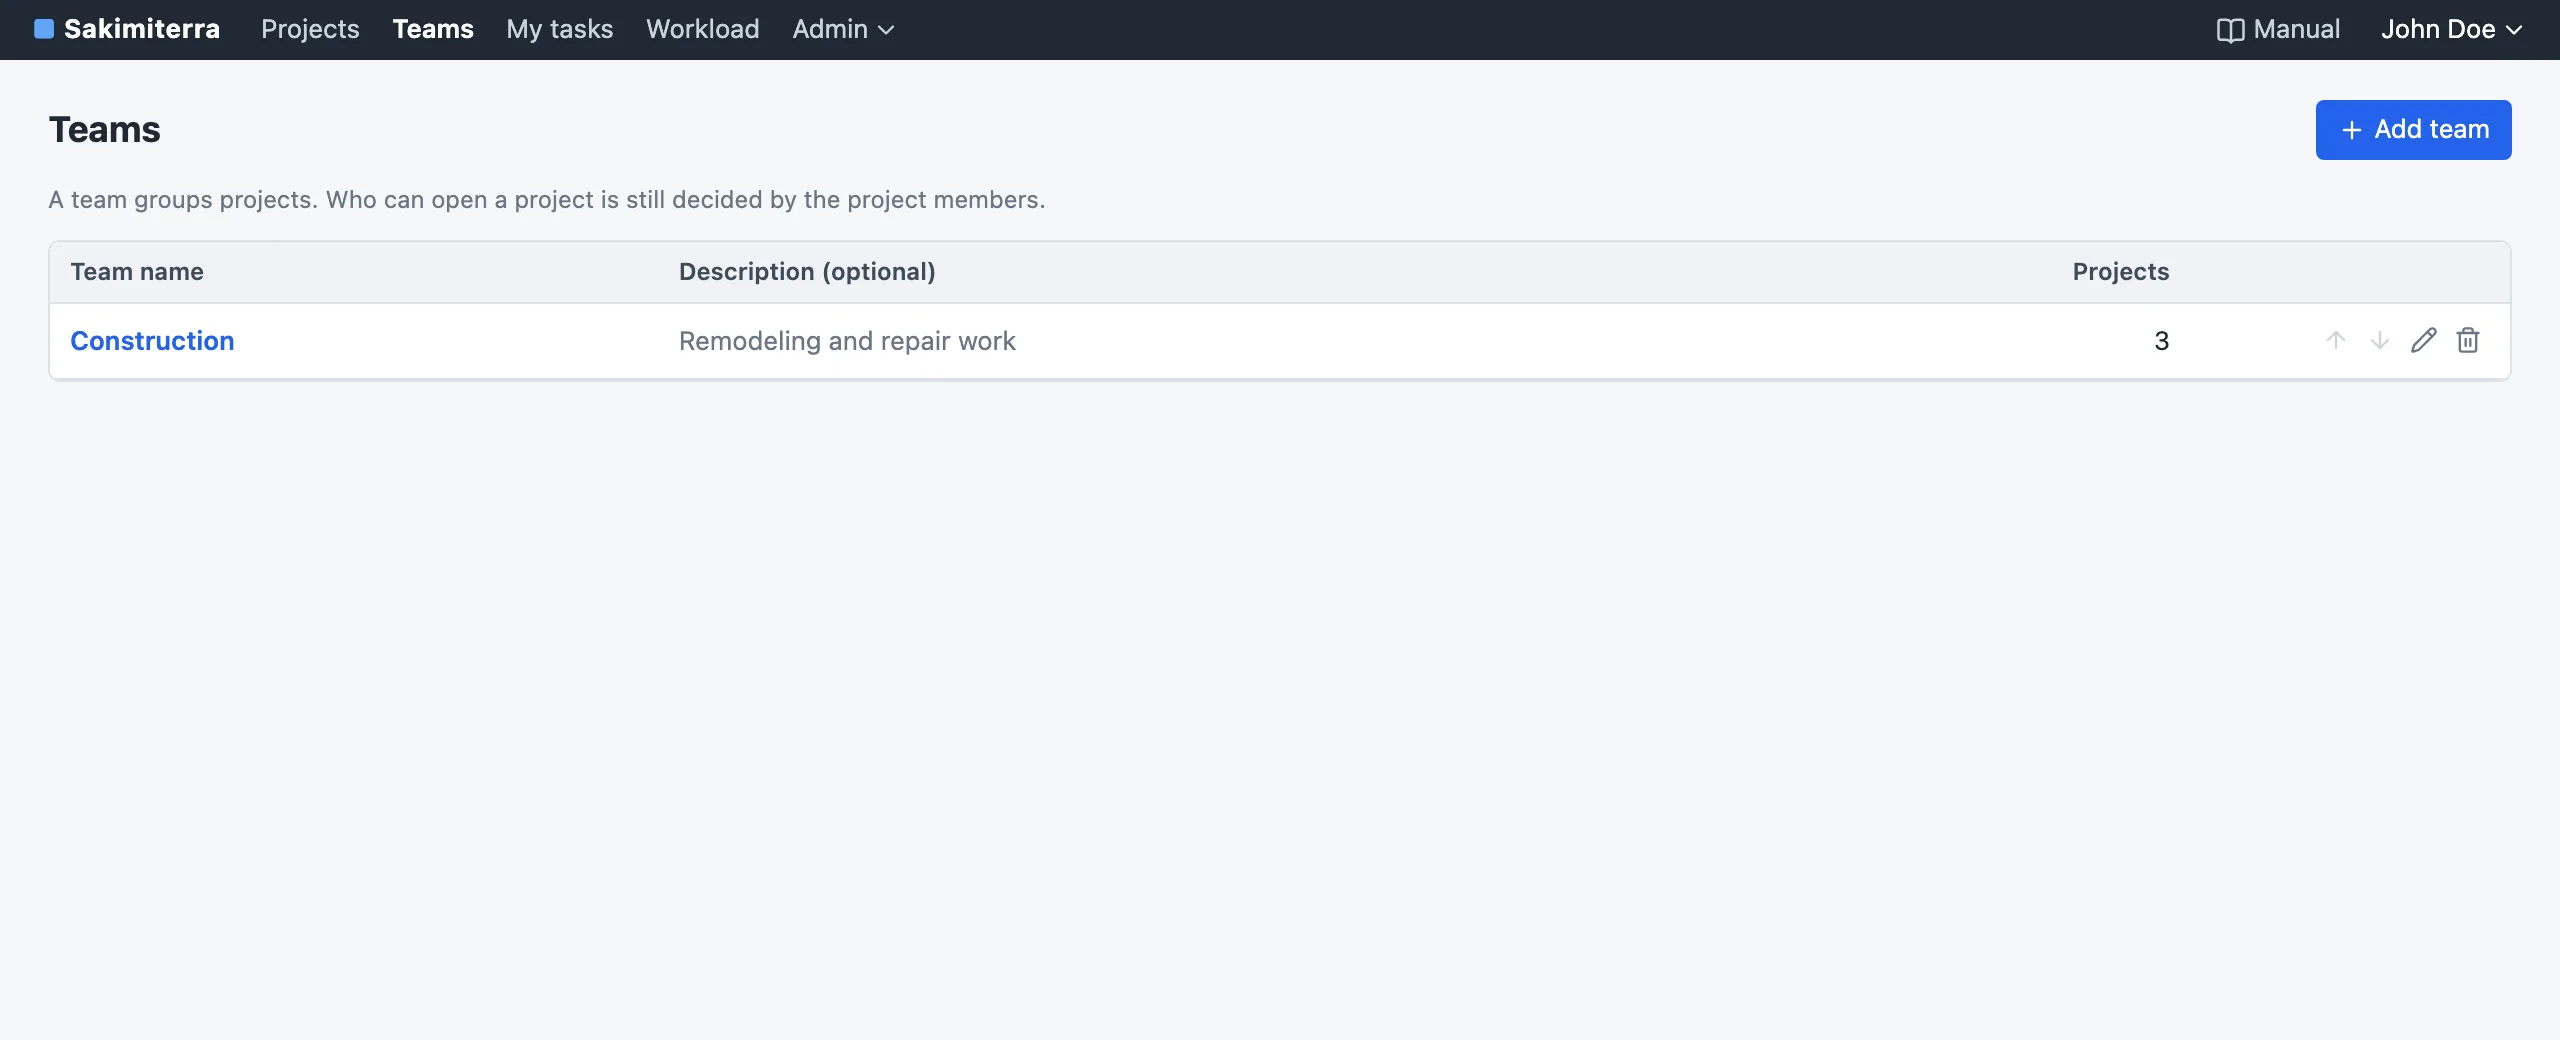 Sakimiterra Projects Teams My tasks Workload Admin Manual John Doe
Teams
+ Add team
A team groups projects. Who can open a project is still decided by the project members.
Team name Description (optional) Projects
Construction Remodeling and repair work 3